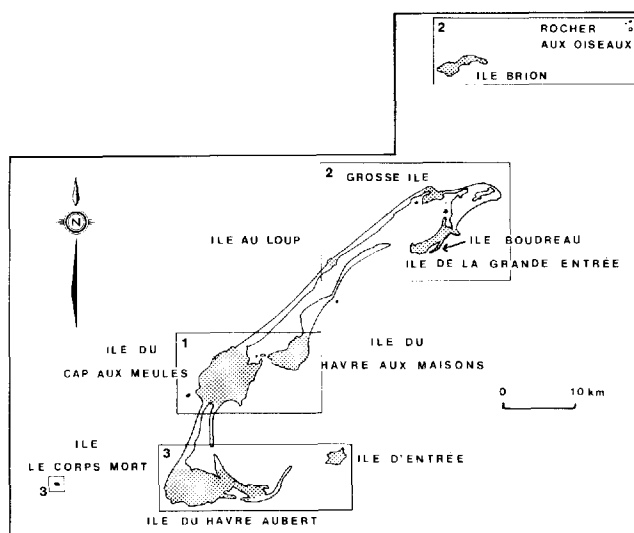 2
ROCHER
AUX OISEAUX
ILE BRION
2
GROSSE ILE
N
ILE AU LOUP
ILE BOUDREAU
ILE DE LA GRANDE ENTRÉE
1
ILE DU
CAP AUX MEULES
ILE DU
HAVRE AUX MAISONS
0 10 km
ILE
LE CORPS MORT
3
3
ILE D'ENTRÉE
ILE DU HAVRE AUBERT